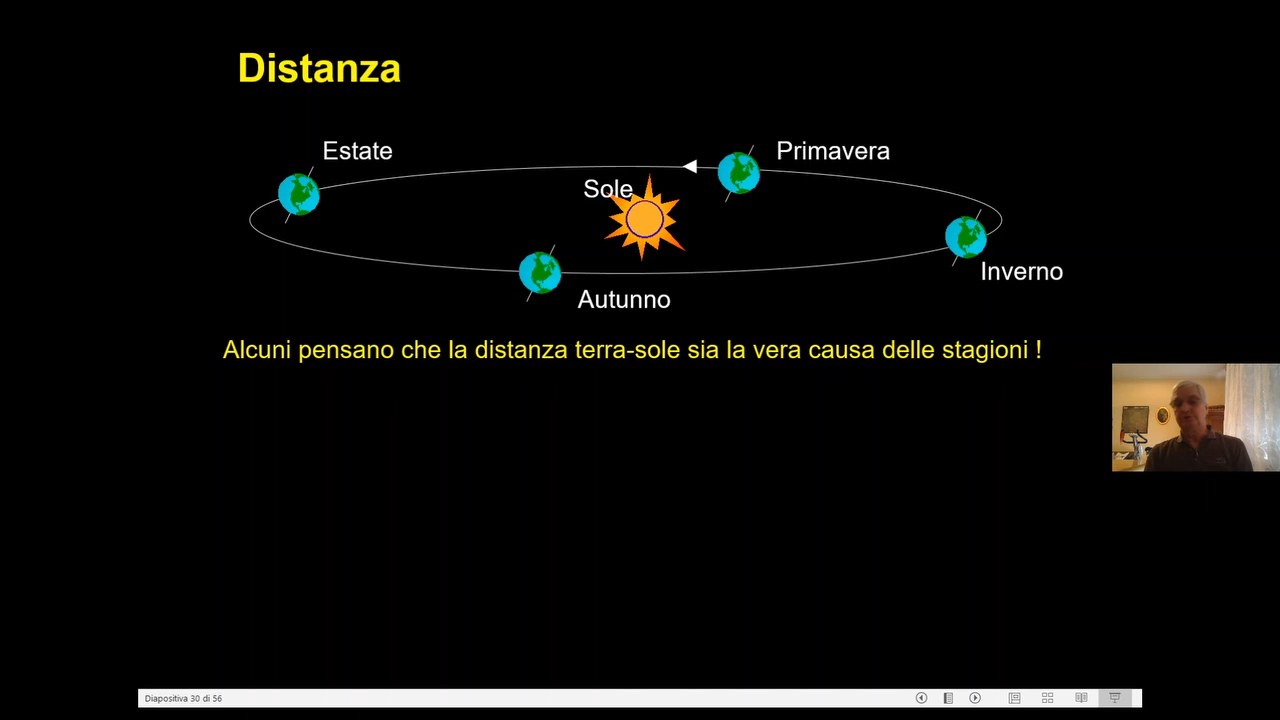 Distanza
Estate
Primavera
Sole
Inverno
Autunno
Alcuni pensano che la distanza terra-sole sia la vera causa delle stagioni !
Diapositiva 30 di 56